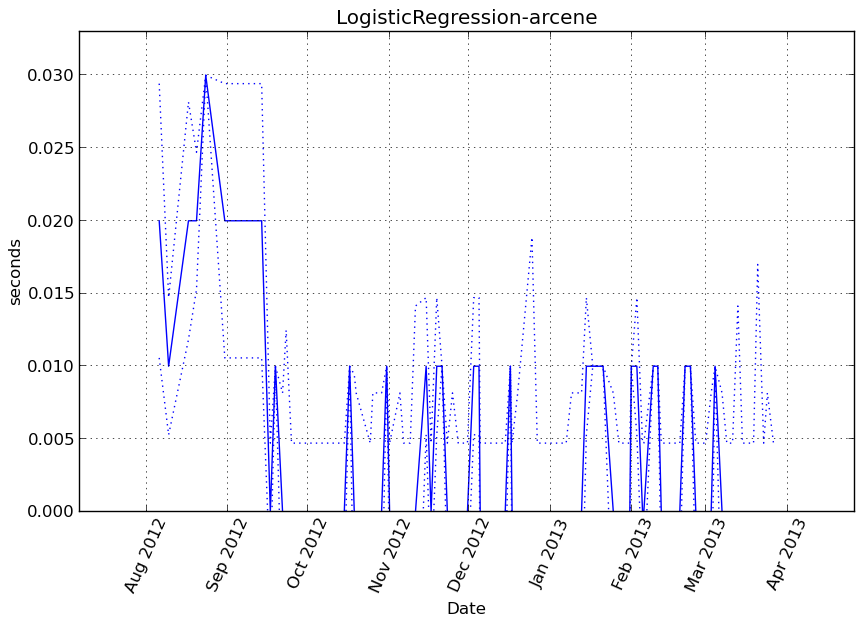 LogisticRegression-arcene
0.030
0.025
0.020
0.015
0.010
0.005
0.000
seconds
Aug 2012
Sep 2012
Oct 2012
Nov 2012
Dec 2012
Jan 2013
Feb 2013
Mar 2013
Apr 2013
Date